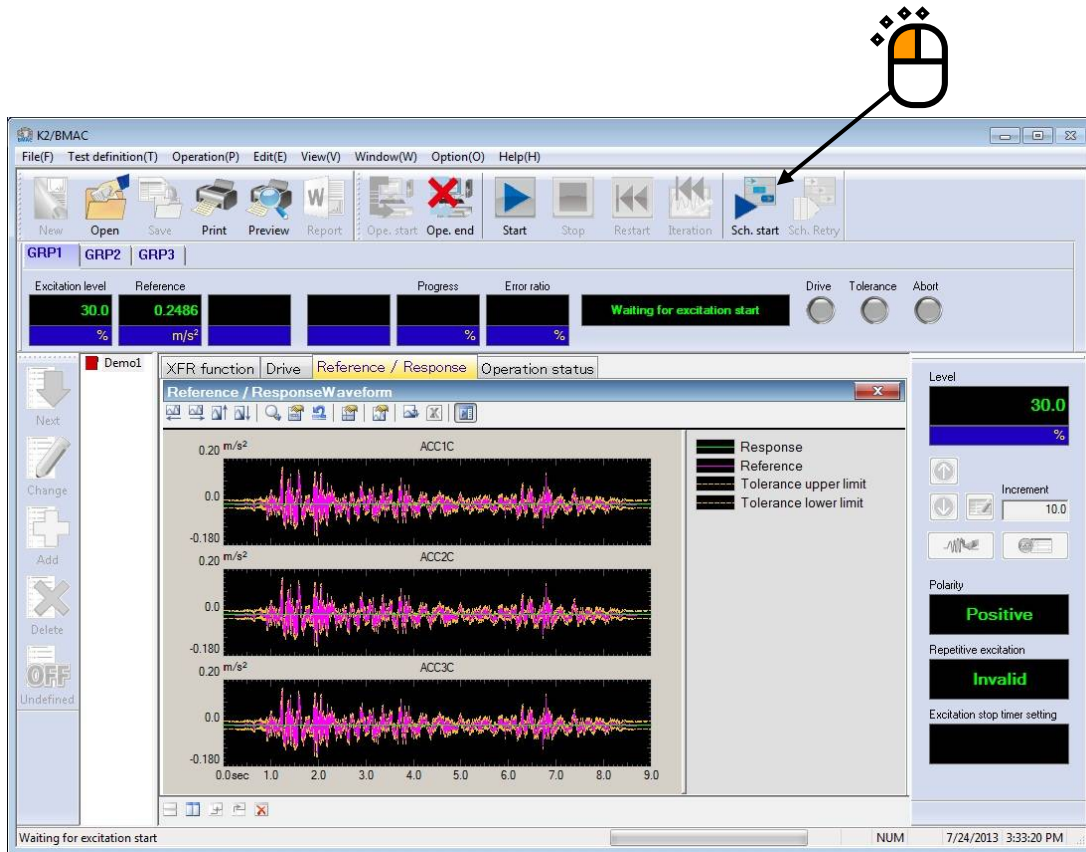 K2/BMAC
File(F) Test definition(T) Operation(P) Edit(E) View(V) Window(W) Option(O) Help(H)
New Open Save Print Preview Report Ope. start Ope. end Start Stop Restart Iteration Sch. start Sch. Retry
GRP1 GRP2 GRP3
Excitation level Reference Progress Error ratio Drive Tolerance Abort
30.0 0.2486 Waiting for excitation start
% m/s² % %
Demo1
XFR function Drive Reference / Response Operation status
Reference / ResponseWaveform
Next
Change
Add
Delete
OFF
Undefined
0.20 m/s² ACC1C
0.0
-0.180
0.20 m/s² ACC2C
0.0
-0.180
0.20 m/s² ACC3C
0.0
-0.180
0.0sec 1.0 2.0 3.0 4.0 5.0 6.0 7.0 8.0 9.0
Response
Reference
Tolerance upper limit
Tolerance lower limit
Level
30.0
%
Increment
10.0
Polarity
Positive
Repetitive excitation
Invalid
Excitation stop timer setting
Waiting for excitation start NUM 7/24/2013 3:33:20 PM